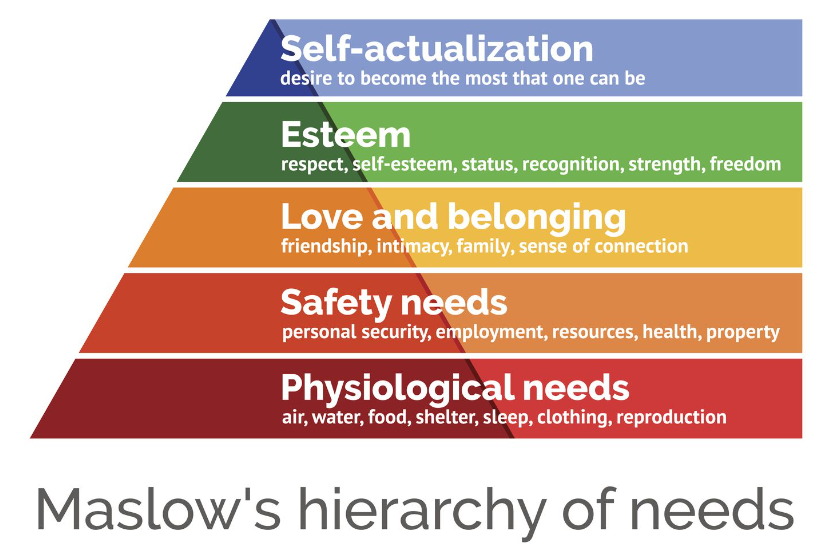 Self-actualization
desire to become the most that one can be
Esteem
respect, self-esteem, status, recognition, strength, freedom
Love and belonging
friendship, intimacy, family, sense of connection
Safety needs
personal security, employment, resources, health, property
Physiological needs
air, water, food, shelter, sleep, clothing, reproduction
Maslow's hierarchy of needs